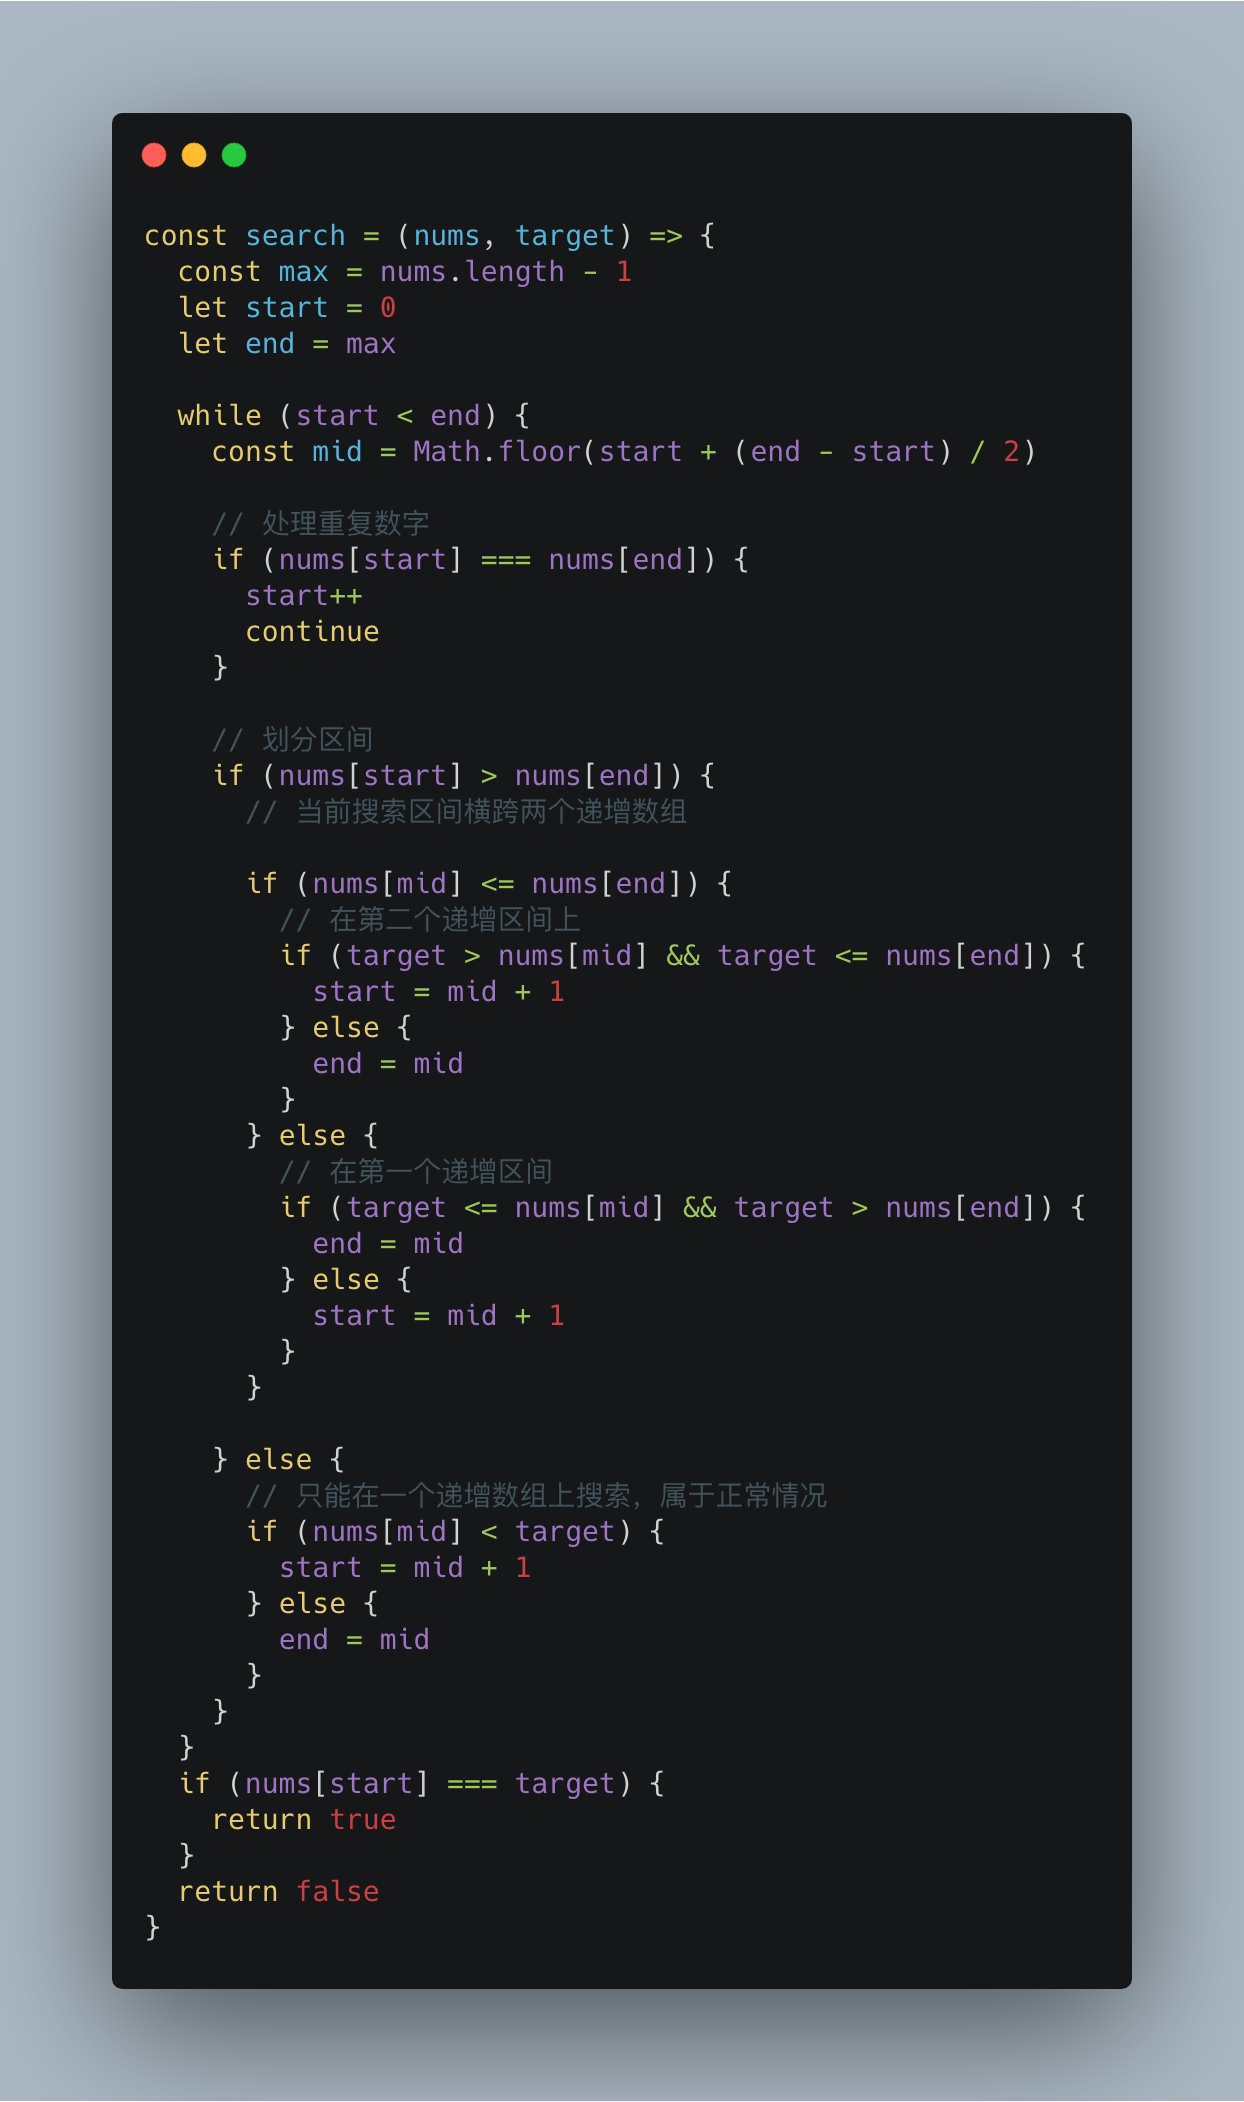 const search = (nums, target) => {
  const max = nums.length - 1
  let start = 0
  let end = max

  while (start < end) {
    const mid = Math.floor(start + (end - start) / 2)

    // 处理重复数字
    if (nums[start] === nums[end]) {
      start++
      continue
    }

    // 划分区间
    if (nums[start] > nums[end]) {
      // 当前搜索区间横跨两个递增数组

      if (nums[mid] <= nums[end]) {
        // 在第二个递增区间上
        if (target > nums[mid] && target <= nums[end]) {
          start = mid + 1
        } else {
          end = mid
        }
      } else {
        // 在第一个递增区间
        if (target <= nums[mid] && target > nums[end]) {
          end = mid
        } else {
          start = mid + 1
        }
      }

    } else {
      // 只能在一个递增数组上搜索，属于正常情况
      if (nums[mid] < target) {
        start = mid + 1
      } else {
        end = mid
      }
    }
  }
  if (nums[start] === target) {
    return true
  }
  return false
}